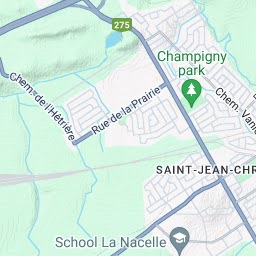 275
Champigny
park
Chem. de l'Hêtrière
Rue de la Prairie
Chem. Vani
SAINT-JEAN-CHR
School La Nacelle